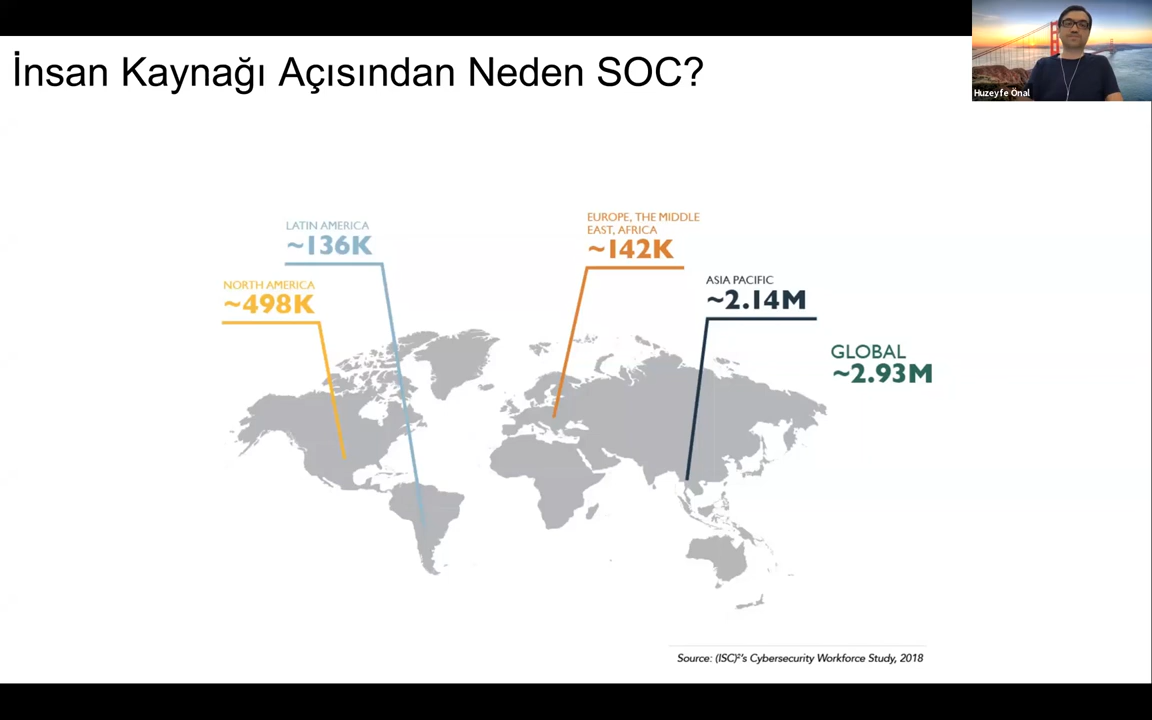 İnsan Kaynağı Açısından Neden SOC?
Huzeyfe Önal
LATIN AMERICA
~136K
EUROPE, THE MIDDLE
EAST, AFRICA
~142K
NORTH AMERICA
~498K
ASIA PACIFIC
~2.14M
GLOBAL
~2.93M
Source: (ISC)²'s Cybersecurity Workforce Study, 2018